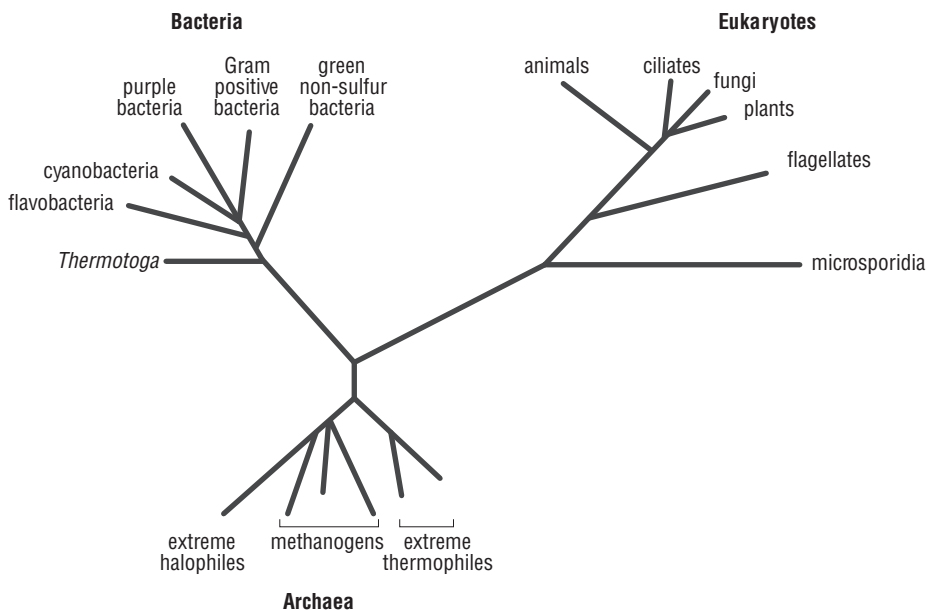 Bacteria
Eukaryotes
purple
bacteria
Gram
positive
bacteria
green
non-sulfur
bacteria
animals
ciliates
fungi
plants
cyanobacteria
flavobacteria
flagellates
Thermotoga
microsporidia
extreme
halophiles
methanogens
extreme
thermophiles
Archaea